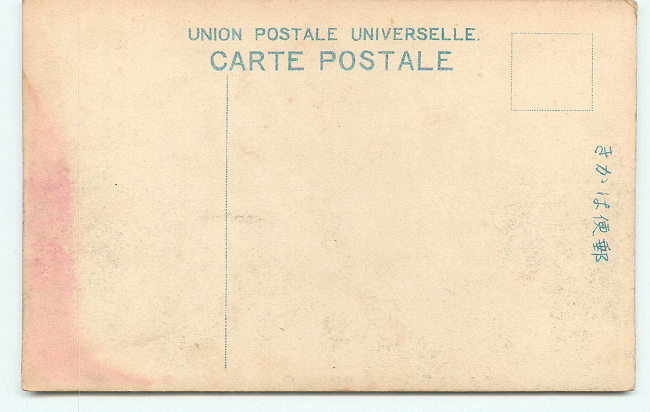 UNION POSTALE UNIVERSELLE.
CARTE POSTALE
郵便はかき